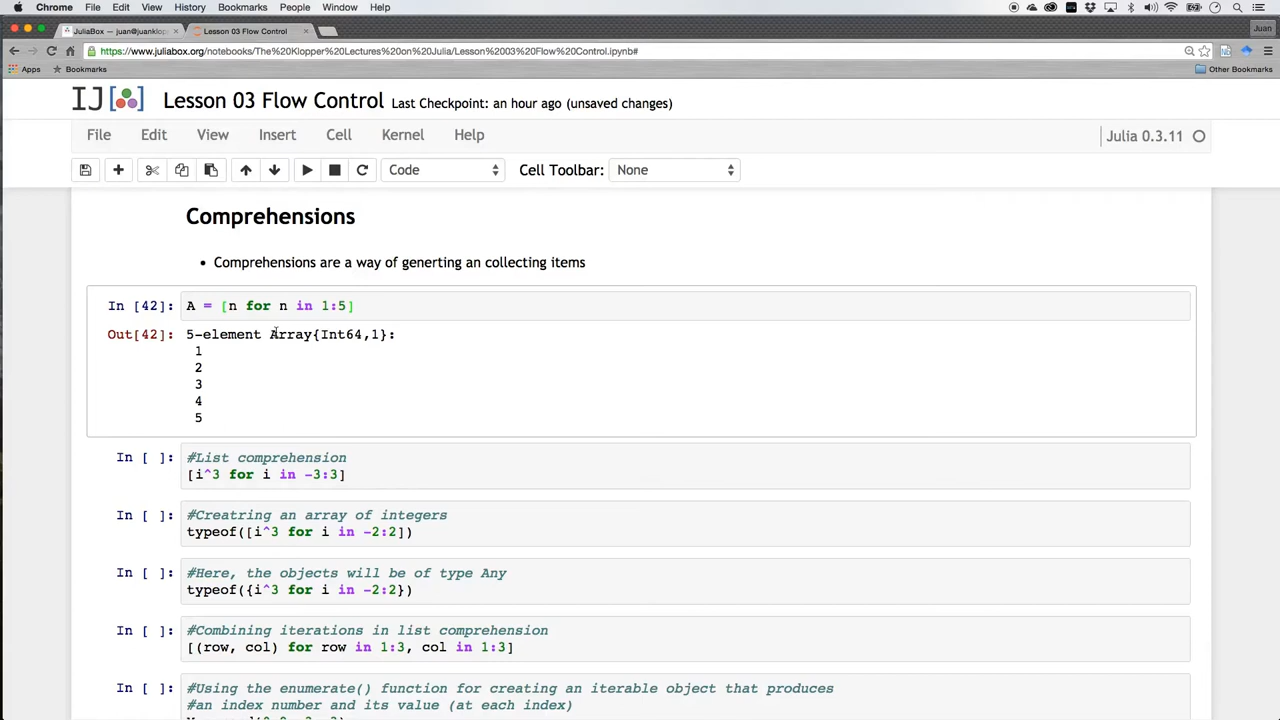 Chrome File Edit View History Bookmarks People Window Help
JuliaBox — juan@juanklop × Lesson 03 Flow Control × Juan
https://www.juliabox.org/notebooks/The%20Klopper%20Lectures%20on%20Julia/Lesson%2003%20Flow%20Control.ipynb#
Apps Bookmarks Other Bookmarks
IJ[ ] Lesson 03 Flow Control Last Checkpoint: an hour ago (unsaved changes)
File Edit View Insert Cell Kernel Help Julia 0.3.11
Code Cell Toolbar: None
Comprehensions
• Comprehensions are a way of generting an collecting items
In [42]: A = [n for n in 1:5]
Out[42]: 5-element Array{Int64,1}:
1
2
3
4
5
In [ ]: #List comprehension
[i^3 for i in -3:3]
In [ ]: #Creatring an array of integers
typeof([i^3 for i in -2:2])
In [ ]: #Here, the objects will be of type Any
typeof({i^3 for i in -2:2})
In [ ]: #Combining iterations in list comprehension
[(row, col) for row in 1:3, col in 1:3]
In [ ]: #Using the enumerate() function for creating an iterable object that produces
#an index number and its value (at each index)